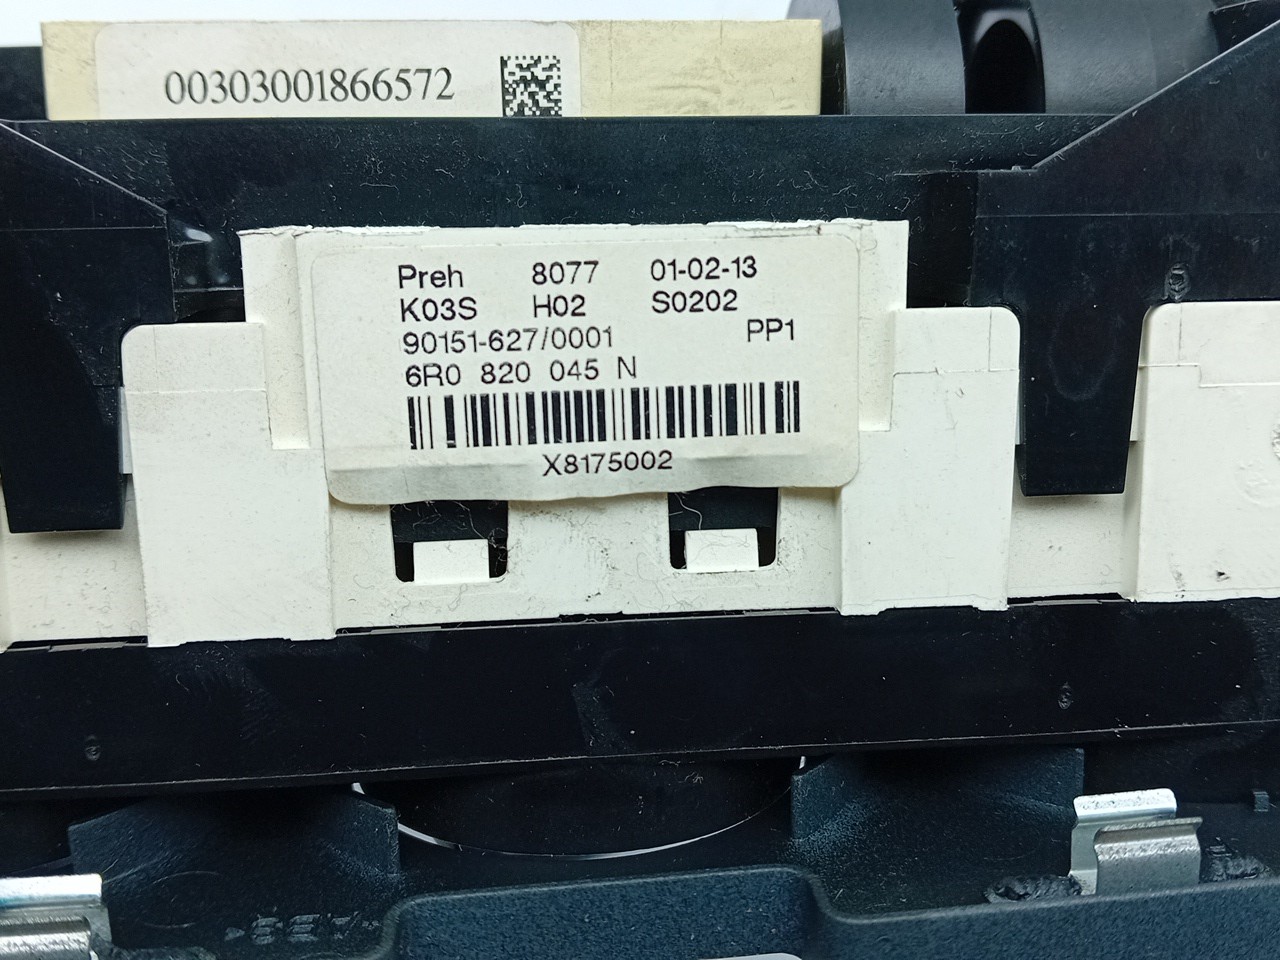 00303001866572
Preh 8077 01-02-13
K03S H02 S0202
90151-627/0001 PP1
6R0 820 045 N
X8175002